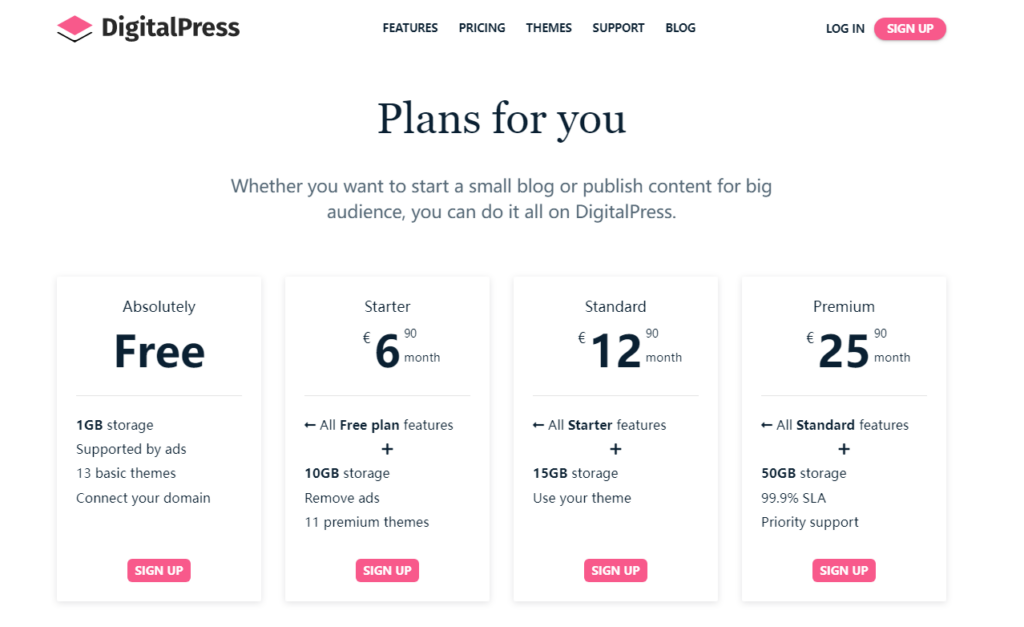 DigitalPress
FEATURES PRICING THEMES SUPPORT BLOG
LOG IN SIGN UP
Plans for you
Whether you want to start a small blog or publish content for big
audience, you can do it all on DigitalPress.
Absolutely
Free
1GB storage
Supported by ads
13 basic themes
Connect your domain
SIGN UP
Starter
€ 6 90
month
← All Free plan features
+
10GB storage
Remove ads
11 premium themes
SIGN UP
Standard
€ 12 90
month
← All Starter features
+
15GB storage
Use your theme
SIGN UP
Premium
€ 25 90
month
← All Standard features
+
50GB storage
99.9% SLA
Priority support
SIGN UP